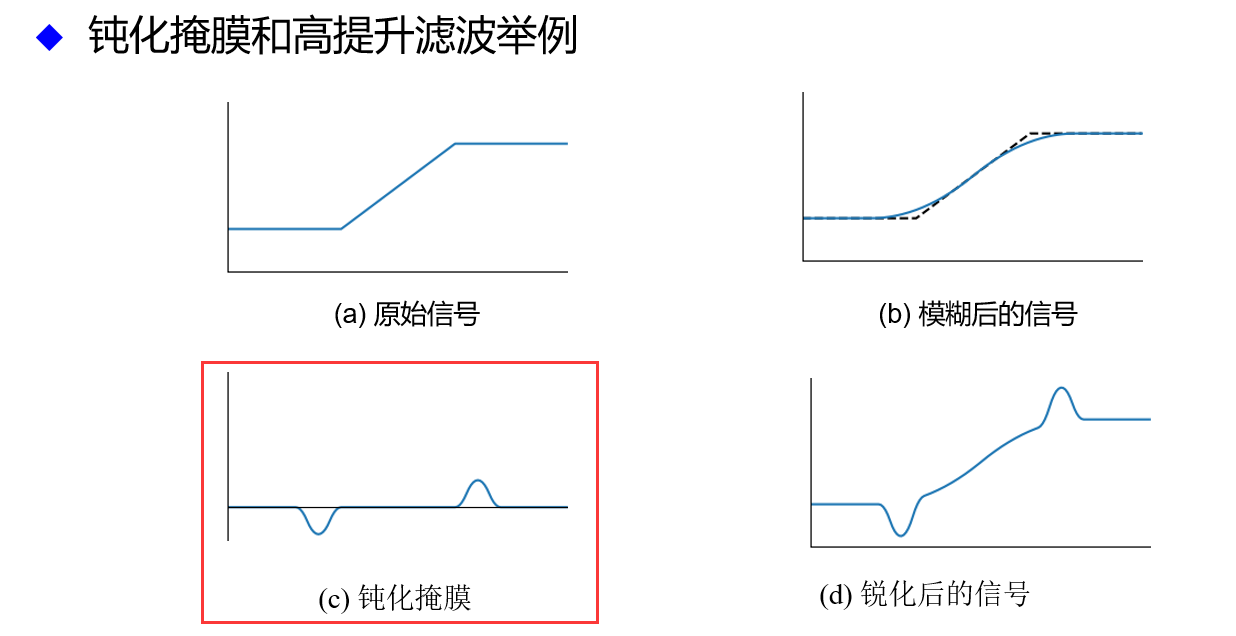 钝化掩膜和高提升滤波举例
(a) 原始信号
(b) 模糊后的信号
(c) 钝化掩膜
(d) 锐化后的信号